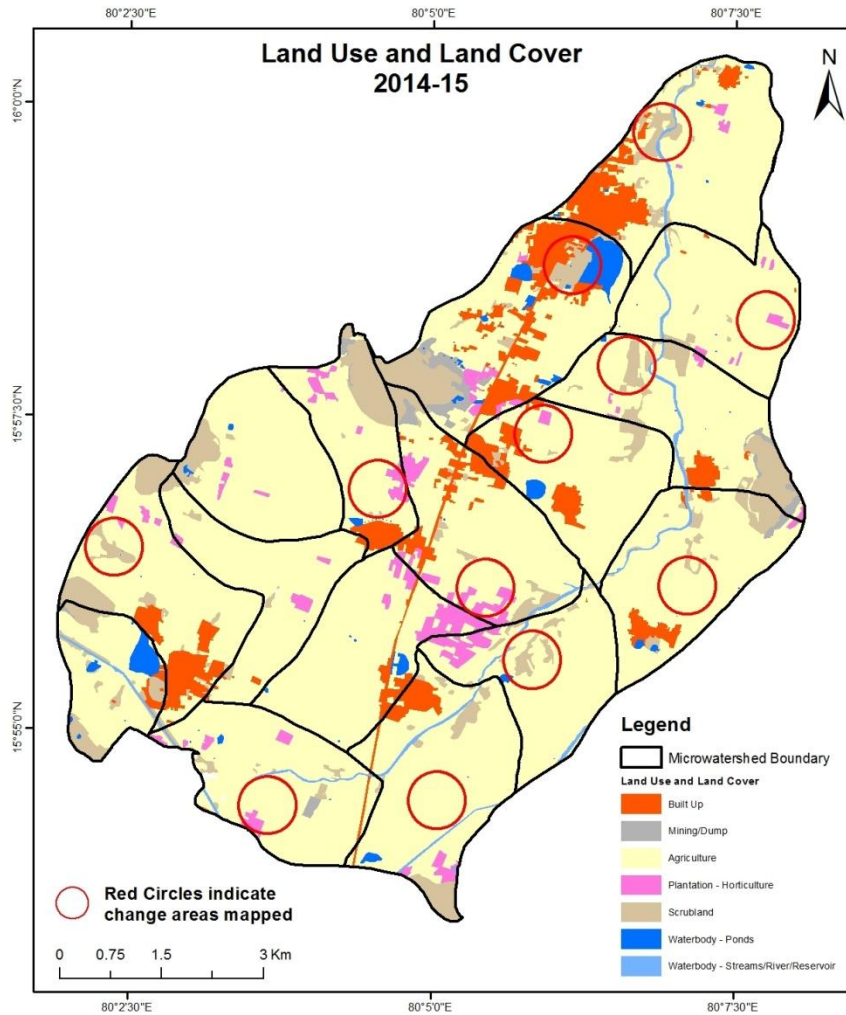 80°2'30"E 80°5'0"E 80°7'30"E
Land Use and Land Cover
2014-15
N
16°0'0"N
15°57'30"N
15°55'0"N
Legend
Microwatershed Boundary
Land Use and Land Cover
Built Up
Mining/Dump
Agriculture
Plantation - Horticulture
Scrubland
Waterbody - Ponds
Waterbody - Streams/River/Reservoir
Red Circles indicate
change areas mapped
0 0.75 1.5 3 Km
80°2'30"E 80°5'0"E 80°7'30"E